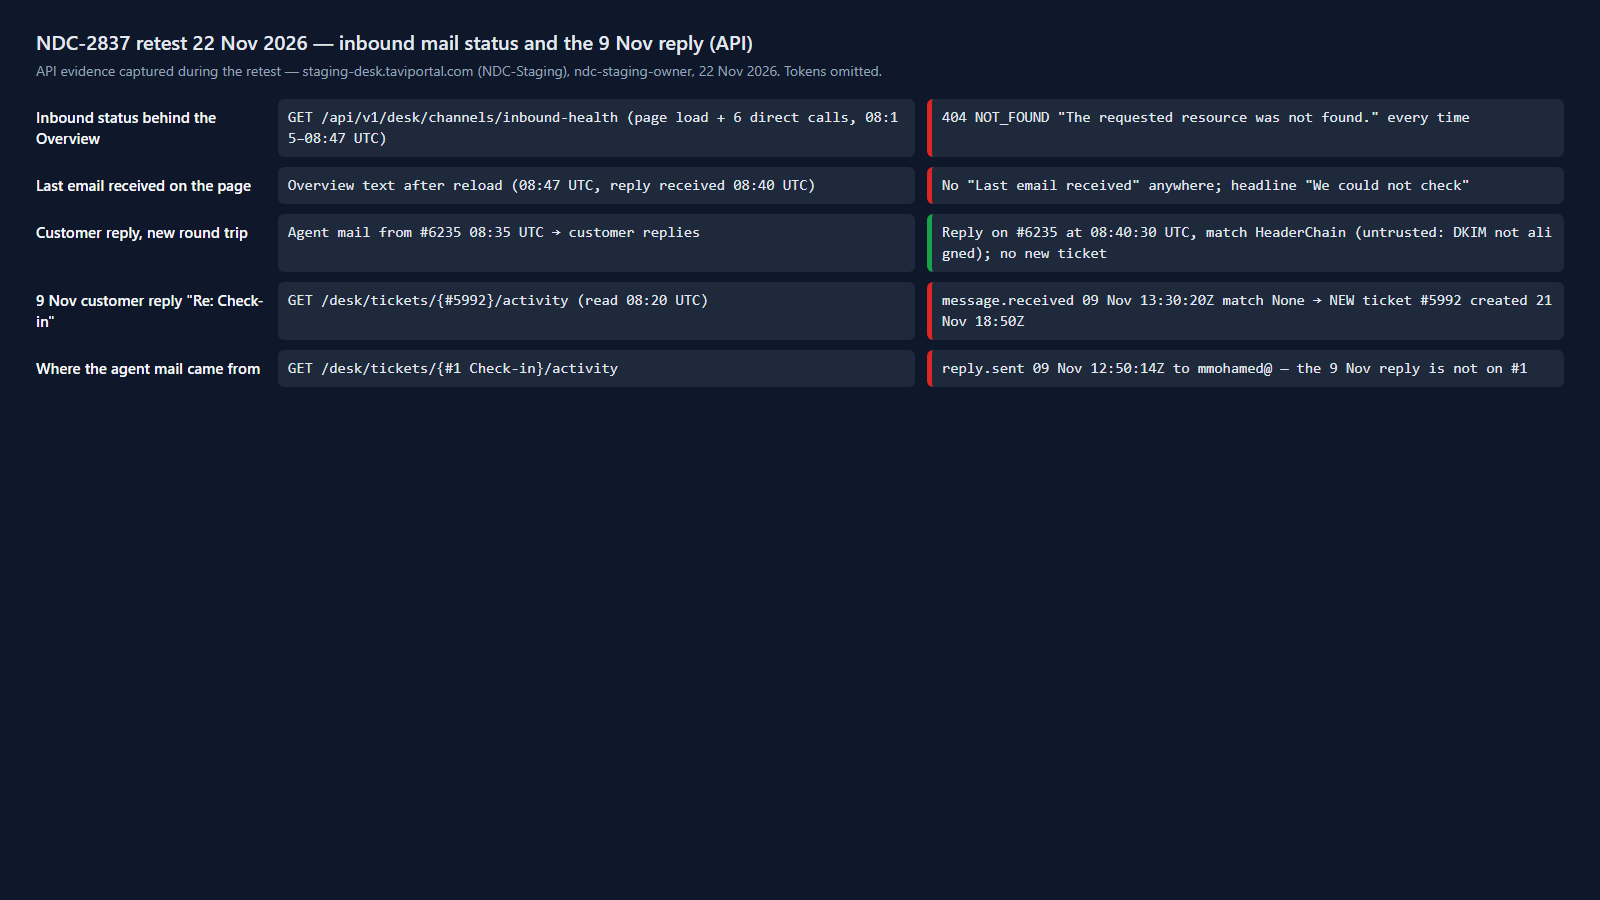 NDC-2837 retest 22 Nov 2026 — inbound mail status and the 9 Nov reply (API)
API evidence captured during the retest — staging-desk.taviportal.com (NDC-Staging), ndc-staging-owner, 22 Nov 2026. Tokens omitted.
Inbound status behind the
Overview
GET /api/v1/desk/channels/inbound-health (page load + 6 direct calls, 08:1
5–08:47 UTC)
404 NOT_FOUND "The requested resource was not found." every time
Last email received on the page
Overview text after reload (08:47 UTC, reply received 08:40 UTC)
No "Last email received" anywhere; headline "We could not check"
Customer reply, new round trip
Agent mail from #6235 08:35 UTC → customer replies
Reply on #6235 at 08:40:30 UTC, match HeaderChain (untrusted: DKIM not ali
gned); no new ticket
9 Nov customer reply "Re: Check-
in"
GET /desk/tickets/{#5992}/activity (read 08:20 UTC)
message.received 09 Nov 13:30:20Z match None → NEW ticket #5992 created 21
Nov 18:50Z
Where the agent mail came from
GET /desk/tickets/{#1 Check-in}/activity
reply.sent 09 Nov 12:50:14Z to mmohamed@ — the 9 Nov reply is not on #1